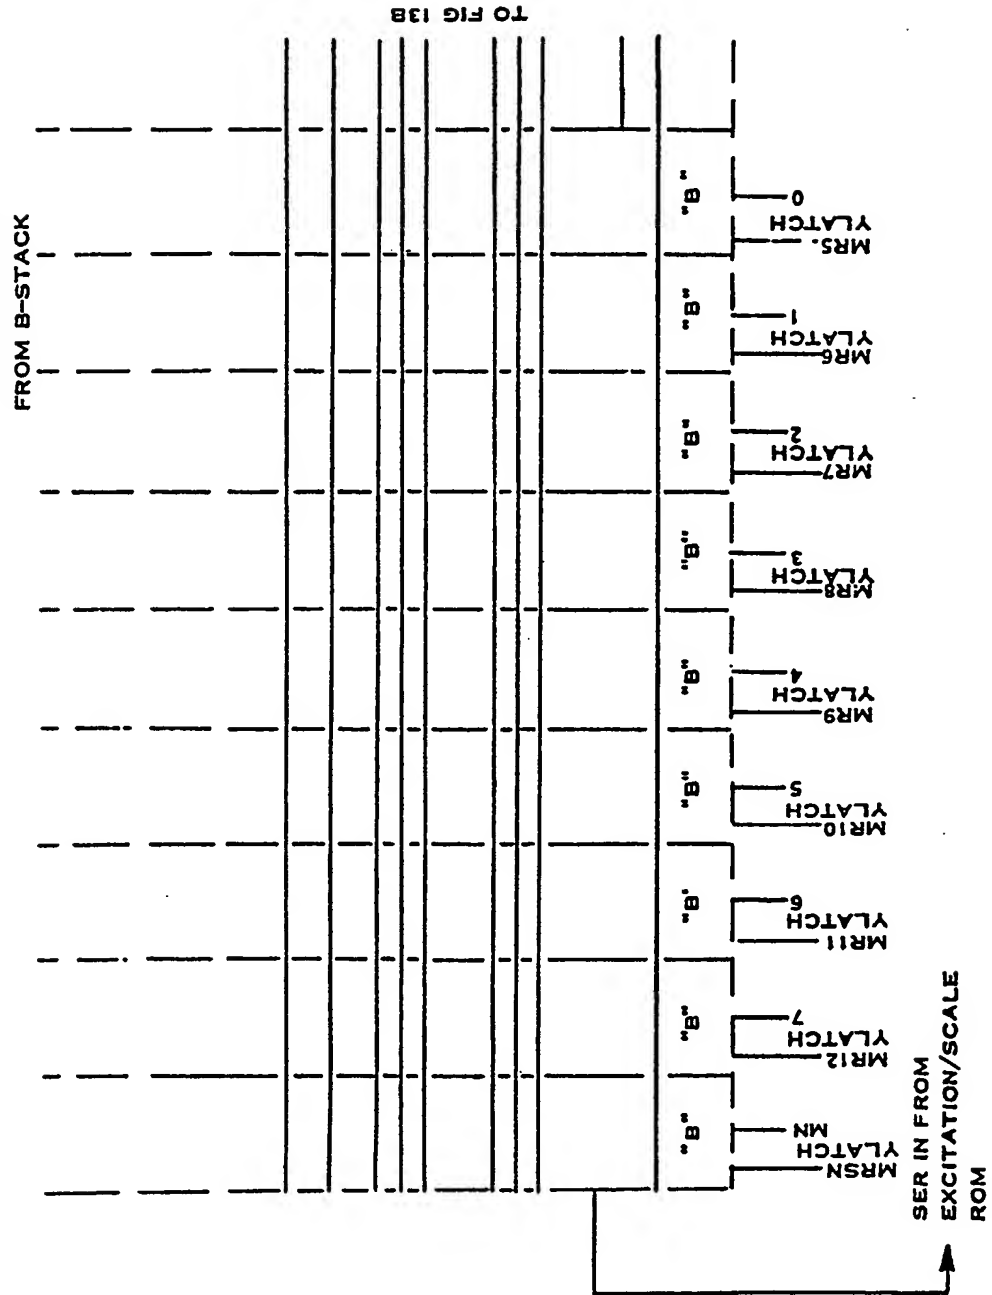 TO FIG 13B
FROM B-STACK
"B"
0
YLATCH
MR5
"B"
1
YLATCH
MR6
"B"
2
YLATCH
MR7
"B"
3
YLATCH
MR8
"B"
4
YLATCH
MR9
"B"
5
YLATCH
MR10
"B"
6
YLATCH
MR11
"B"
7
YLATCH
MR12
"B"
MN
YLATCH
MRSN
SER IN FROM
EXCITATION/SCALE
ROM